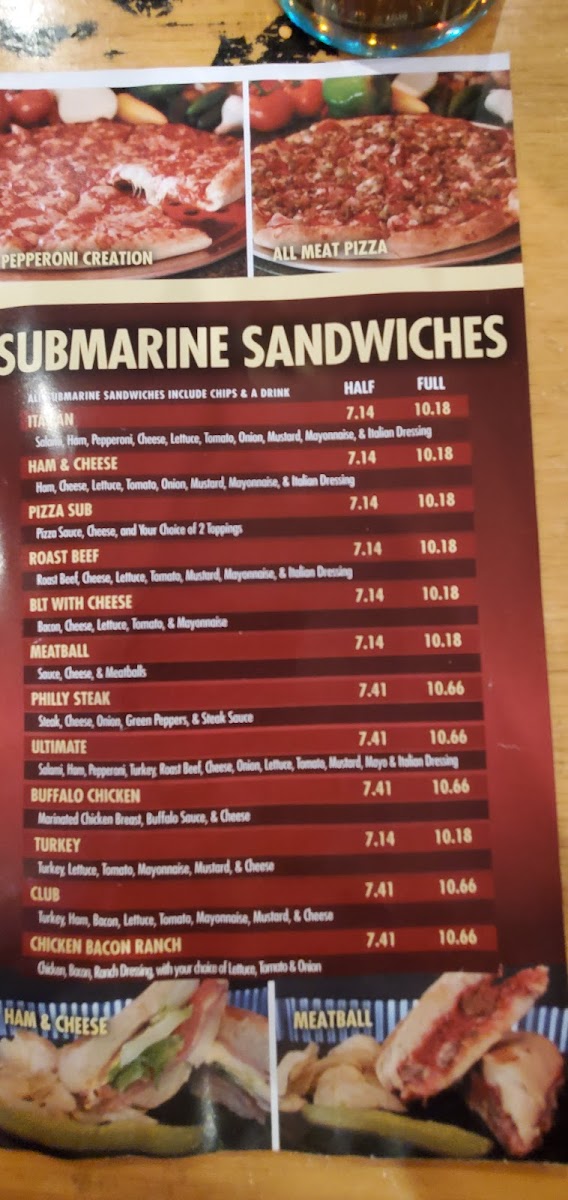 PEPPERONI CREATION
ALL MEAT PIZZA
SUBMARINE SANDWICHES
ALL SUBMARINE SANDWICHES INCLUDE CHIPS & A DRINK HALF FULL
ITALIAN 7.14 10.18
Salami, Ham, Pepperoni, Cheese, Lettuce, Tomato, Onion, Mustard, Mayonnaise, & Italian Dressing
HAM & CHEESE 7.14 10.18
Ham, Cheese, Lettuce, Tomato, Onion, Mustard, Mayonnaise, & Italian Dressing
PIZZA SUB 7.14 10.18
Pizza Sauce, Cheese, and Your Choice of 2 Toppings
ROAST BEEF 7.14 10.18
Roast Beef, Cheese, Lettuce, Tomato, Mustard, Mayonnaise, & Italian Dressing
BLT WITH CHEESE 7.14 10.18
Bacon, Cheese, Lettuce, Tomato, & Mayonnaise
MEATBALL 7.14 10.18
Sauce, Cheese, & Meatballs
PHILLY STEAK 7.41 10.66
Steak, Cheese, Onion, Green Peppers, & Steak Sauce
ULTIMATE 7.41 10.66
Salami, Ham, Pepperoni, Turkey, Roast Beef, Cheese, Onion, Lettuce, Tomato, Mustard, Mayo & Italian Dressing
BUFFALO CHICKEN 7.41 10.66
Marinated Chicken Breast, Buffalo Sauce, & Cheese
TURKEY 7.14 10.18
Turkey, Lettuce, Tomato, Mayonnaise, Mustard, & Cheese
CLUB 7.41 10.66
Turkey, Ham, Bacon, Lettuce, Tomato, Mayonnaise, Mustard, & Cheese
CHICKEN BACON RANCH 7.41 10.66
Chicken, Bacon, Ranch Dressing, with your choice of Lettuce, Tomato & Onion
HAM & CHEESE
MEATBALL